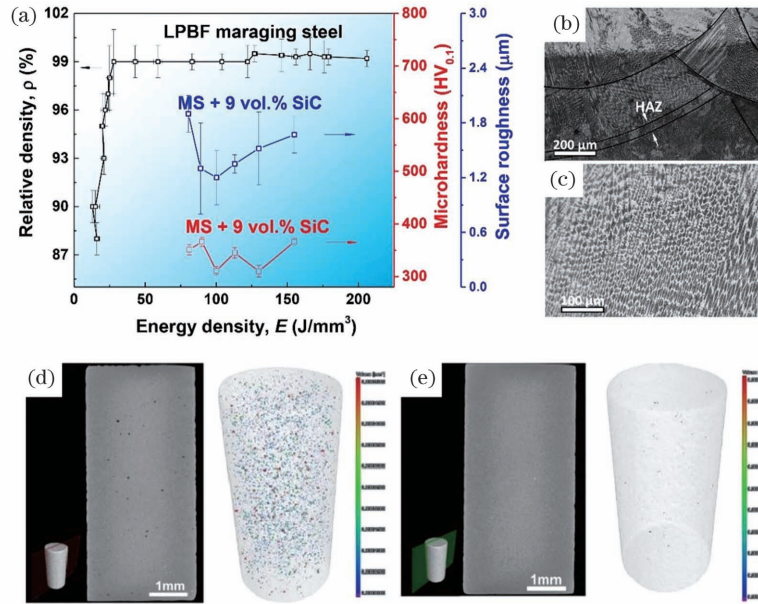 (a)
LPBF maraging steel
MS + 9 vol.% SiC
MS + 9 vol.% SiC
Relative density, ρ (%)
102
99
99
96
93
90
87
0 25 50 75 100 125 150 175 200 225
Energy density, E (J/mm³)
800
700
600
500
400
300
Microhardness (HV0.1)
3.0
2.4
1.8
1.2
0.6
0.0
Surface roughness (μm)
(b)
HAZ
200 μm
(c)
100 μm
(d)
1mm
(e)
1mm